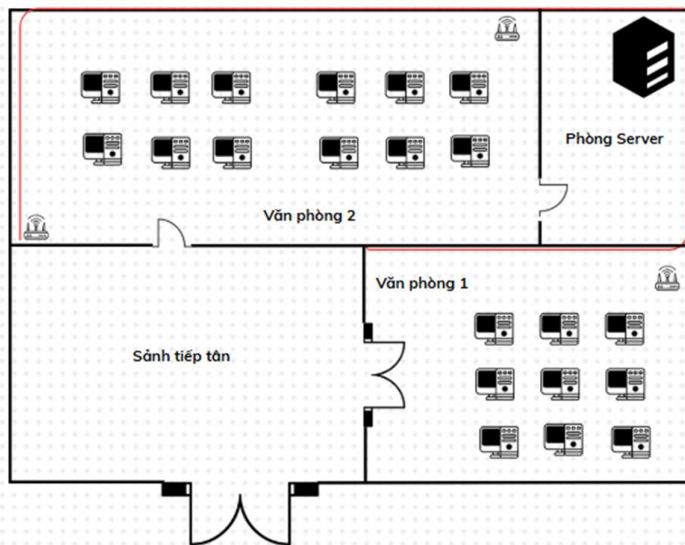 Phòng Server
Văn phòng 2
Văn phòng 1
Sảnh tiếp tân